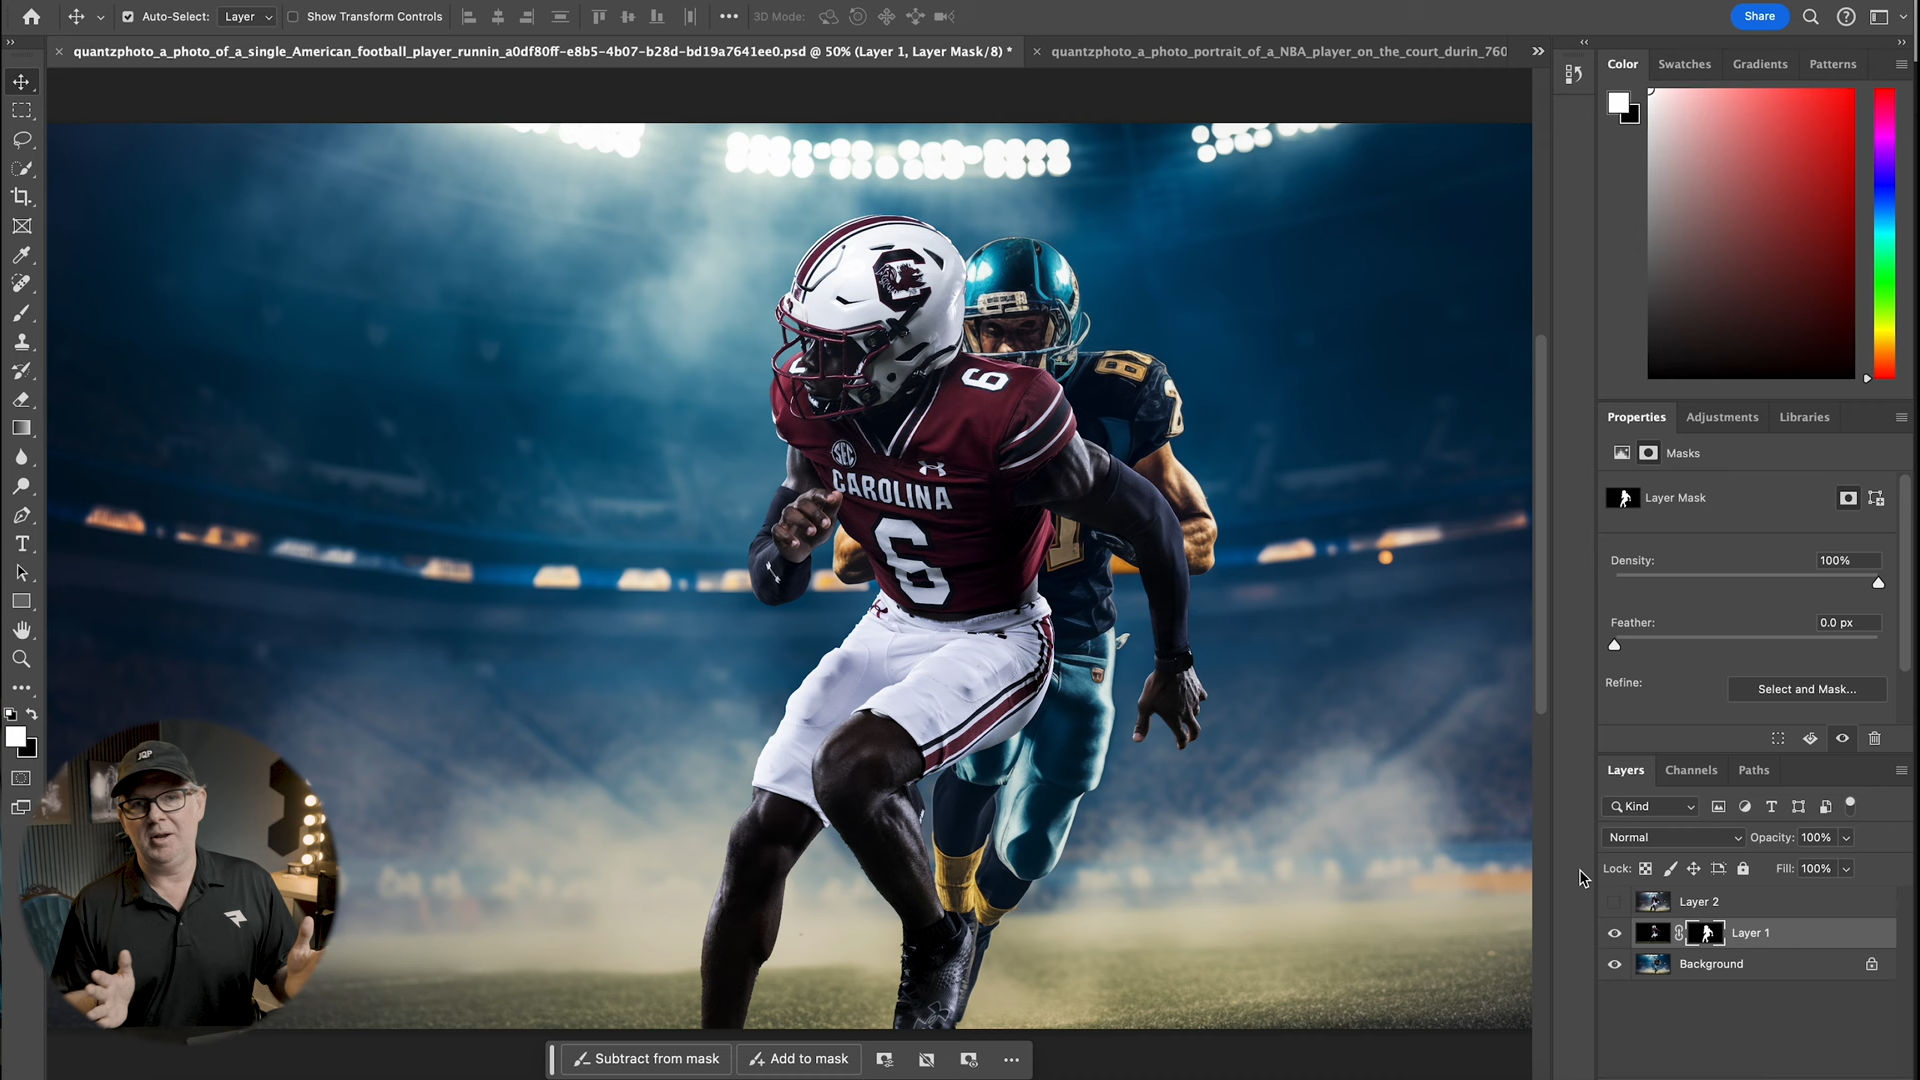 Auto-Select:
Layer
Show Transform Controls
3D Mode:
Share
quantzphoto_a_photo_of_a_single_American_football_player_runnin_a0df80ff-e8b5-4b07-b28d-bd19a7641ee0.psd @ 50% (Layer 1, Layer Mask/8) *
quantzphoto_a_photo_portrait_of_a_NBA_player_on_the_court_durin_760
Color
Swatches
Gradients
Patterns
C
6
SEC
CAROLINA
6
JQP
Properties
Adjustments
Libraries
Masks
Layer Mask
Density:
100%
Feather:
0.0 px
Refine:
Select and Mask...
Layers
Channels
Paths
Kind
Normal
Opacity:
100%
Lock:
Fill:
100%
Layer 2
Layer 1
Background
Subtract from mask
Add to mask